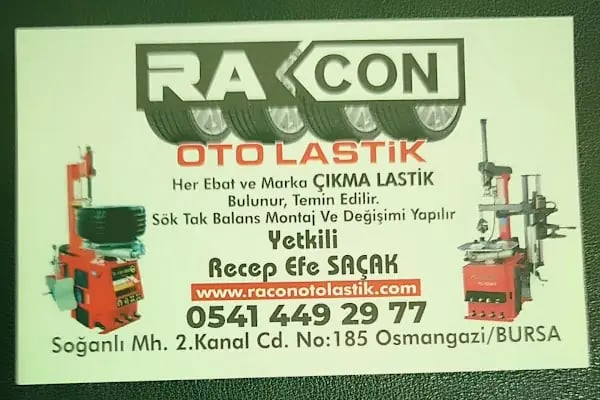 RACON
OTO LASTİK
Her Ebat ve Marka ÇIKMA LASTİK
Bulunur, Temin Edilir.
Sök Tak Balans Montaj Ve Değişimi Yapılır
Yetkili
Recep Efe SAÇAK
www.raconotolastik.com
0541 449 29 77
Soğanlı Mh. 2.Kanal Cd. No:185 Osmangazi/BURSA